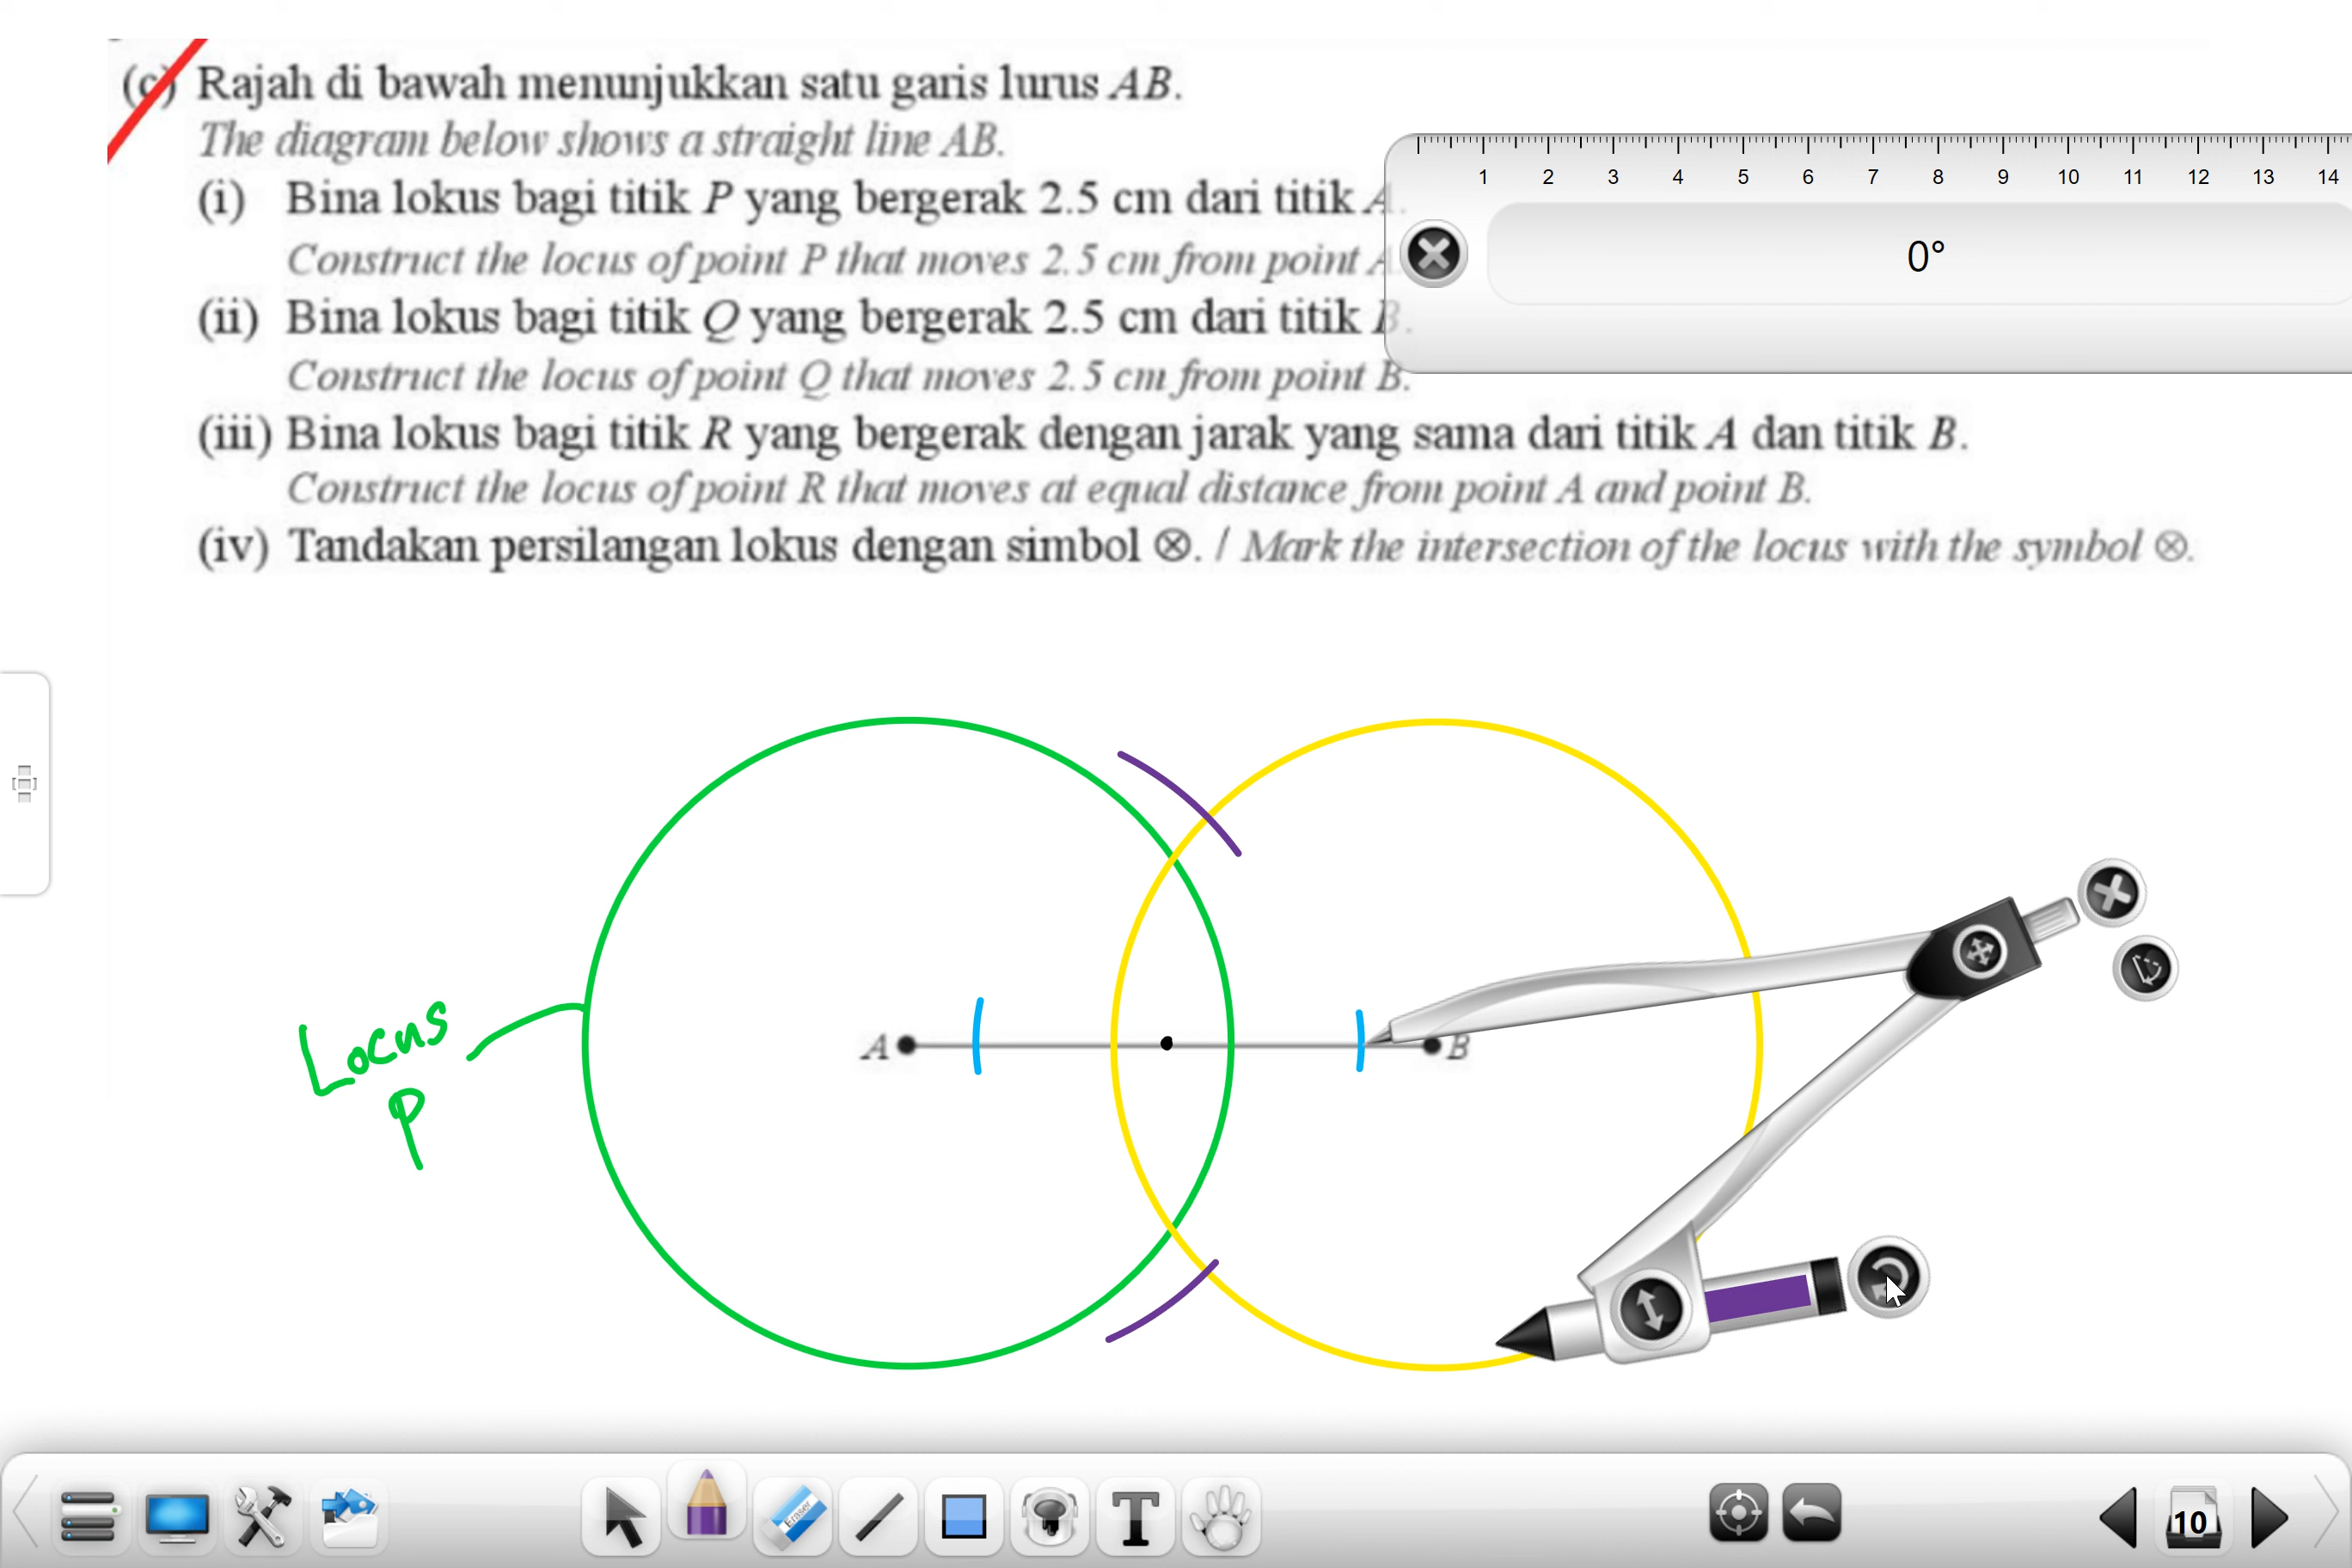 (c) Rajah di bawah menunjukkan satu garis lurus AB.
The diagram below shows a straight line AB.
(i) Bina lokus bagi titik P yang bergerak 2.5 cm dari titik A.
Construct the locus of point P that moves 2.5 cm from point A
(ii) Bina lokus bagi titik Q yang bergerak 2.5 cm dari titik B.
Construct the locus of point Q that moves 2.5 cm from point B.
(iii) Bina lokus bagi titik R yang bergerak dengan jarak yang sama dari titik A dan titik B.
Construct the locus of point R that moves at equal distance from point A and point B.
(iv) Tandakan persilangan lokus dengan simbol ⊗. / Mark the intersection of the locus with the symbol ⊗.
1 2 3 4 5 6 7 8 9 10 11 12 13 14
0°
A B
Locus
P
Eraser
T
10